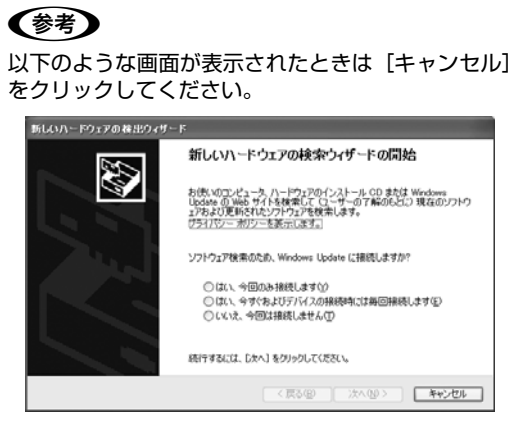 参考
以下のような画面が表示されたときは［キャンセル］
をクリックしてください。
新しいハードウェアの検出ウィザード
新しいハードウェアの検索ウィザードの開始
お使いのコンピュータ、ハードウェアのインストール CD または Windows
Update の Web サイトを検索して (ユーザーの了解のもとに) 現在のソフトウ
ェアおよび更新されたソフトウェアを検索します。
プライバシー ポリシーを表示します。
ソフトウェア検索のため、Windows Update に接続しますか?
はい、今回のみ接続します(Y)
はい、今すぐおよびデバイスの接続時には毎回接続します(E)
いいえ、今回は接続しません(T)
続行するには、[次へ] をクリックしてください。
< 戻る(B) 次へ(N) > キャンセル